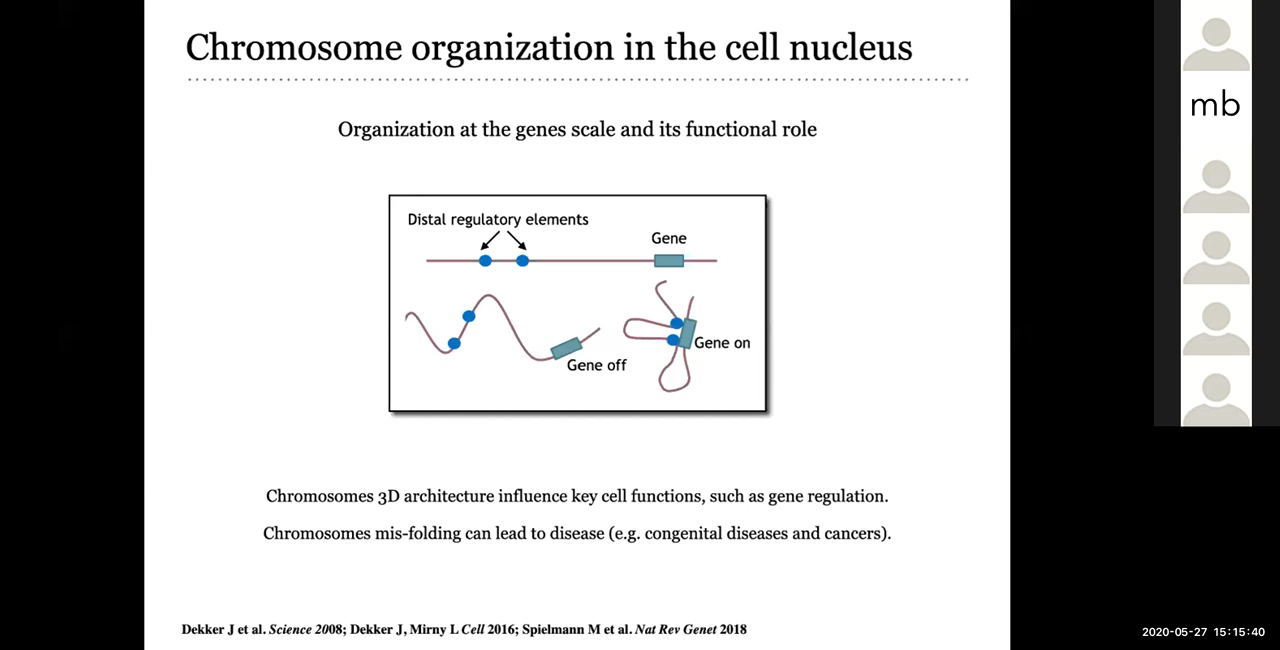 Chromosome organization in the cell nucleus
Organization at the genes scale and its functional role
Distal regulatory elements
Gene
Gene off
Gene on
Chromosomes 3D architecture influence key cell functions, such as gene regulation.
Chromosomes mis-folding can lead to disease (e.g. congenital diseases and cancers).
Dekker J et al. Science 2008; Dekker J, Mirny L Cell 2016; Spielmann M et al. Nat Rev Genet 2018
mb
2020-05-27 15:15:40